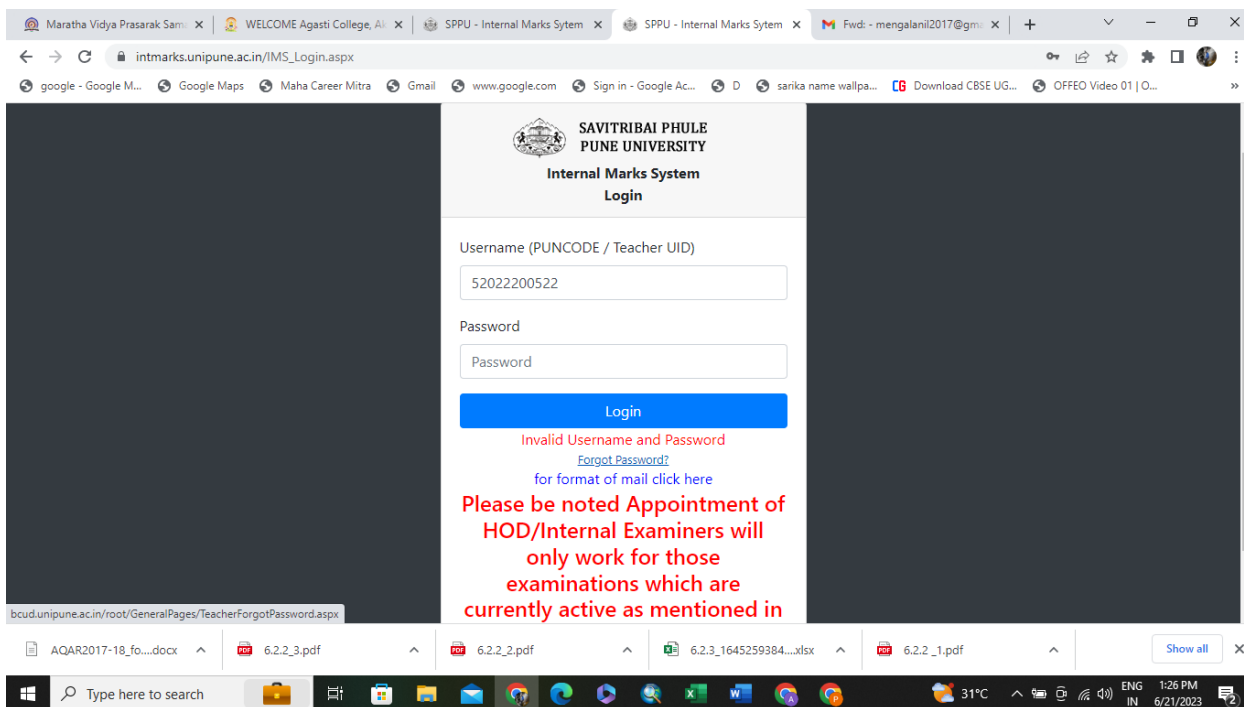 Maratha Vidya Prasarak Sam
WELCOME Agasti College, Ak
SPPU - Internal Marks Sytem
SPPU - Internal Marks Sytem
Fwd: - mengalanil2017@gma
intmarks.unipune.ac.in/IMS_Login.aspx
google - Google M...
Google Maps
Maha Career Mitra
Gmail
www.google.com
Sign in - Google Ac...
D
sarika name wallpa...
CG Download CBSE UG...
OFFEO Video 01 | O...
»
SAVITRIBAI PHULE
PUNE UNIVERSITY
Internal Marks System
Login
Username (PUNCODE / Teacher UID)
52022200522
Password
Password
Login
Invalid Username and Password
Forgot Password?
for format of mail click here
Please be noted Appointment of
HOD/Internal Examiners will
only work for those
examinations which are
currently active as mentioned in
bcud.unipune.ac.in/root/GeneralPages/TeacherForgotPassword.aspx
AQAR2017-18_fo....docx
PDF 6.2.2_3.pdf
PDF 6.2.2_2.pdf
6.2.3_1645259384....xlsx
PDF 6.2.2 _1.pdf
Show all
Type here to search
31°C
ENG
IN
1:26 PM
6/21/2023
2